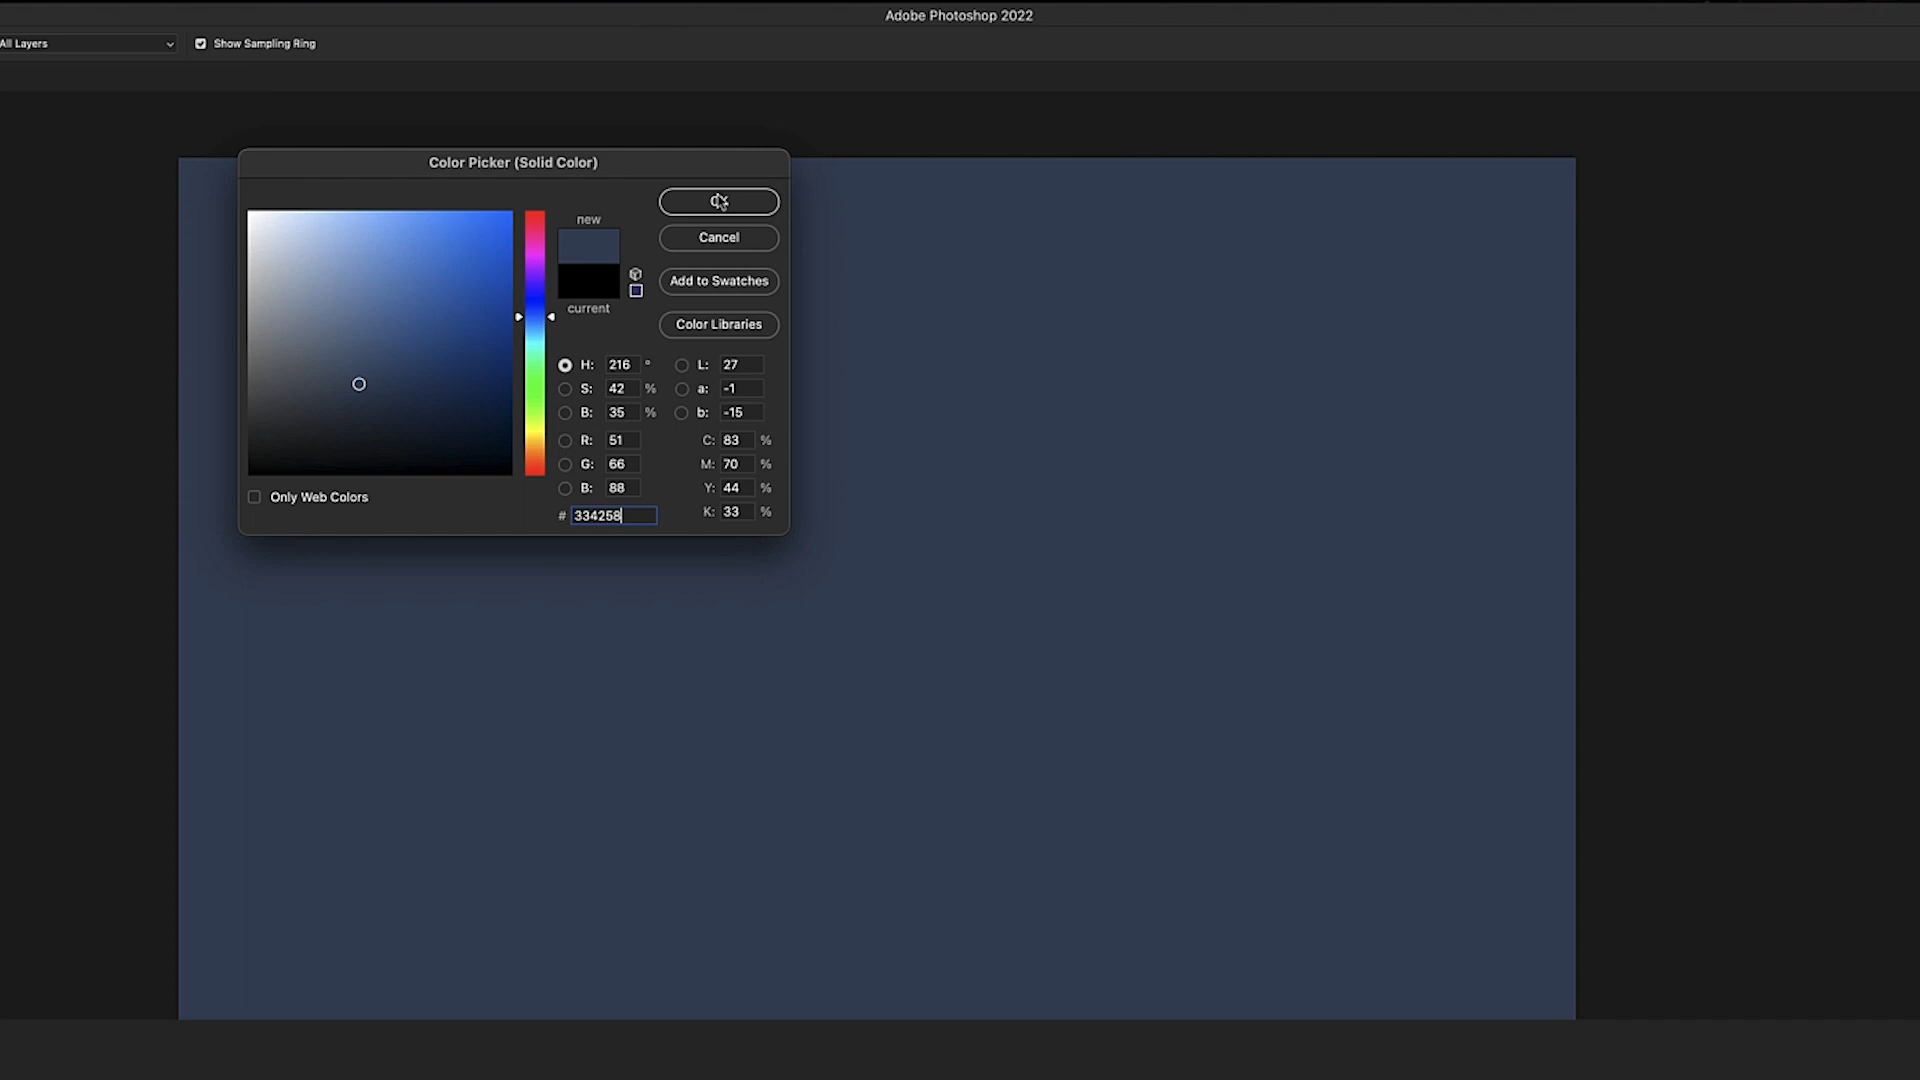 Adobe Photoshop 2022
All Layers
Show Sampling Ring
Color Picker (Solid Color)
new
current
Cancel
Add to Swatches
Color Libraries
H: 216 °
S: 42 %
B: 35 %
R: 51
G: 66
B: 88
# 334258
L: 27
a: -1
b: -15
C: 83 %
M: 70 %
Y: 44 %
K: 33 %
Only Web Colors